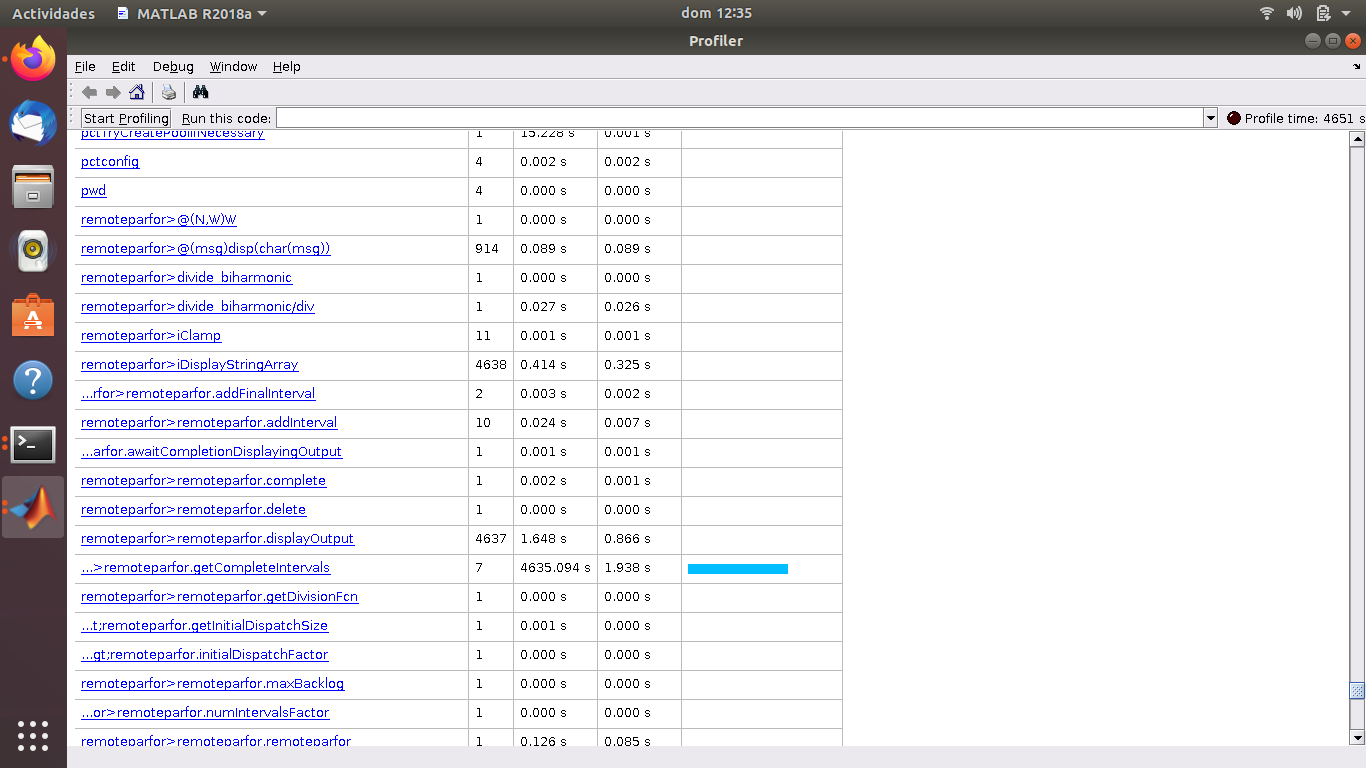 Actividades MATLAB R2018a dom 12:35
Profiler
File Edit Debug Window Help
Start Profiling Run this code: Profile time: 4651 s
pctTryCreatePoolIfNecessary 1 15.228 s 0.001 s
pctconfig 4 0.002 s 0.002 s
pwd 4 0.000 s 0.000 s
remoteparfor>@(N,W)W 1 0.000 s 0.000 s
remoteparfor>@(msg)disp(char(msg)) 914 0.089 s 0.089 s
remoteparfor>divide_biharmonic 1 0.000 s 0.000 s
remoteparfor>divide_biharmonic/div 1 0.027 s 0.026 s
remoteparfor>iClamp 11 0.001 s 0.001 s
remoteparfor>iDisplayStringArray 4638 0.414 s 0.325 s
...rfor>remoteparfor.addFinalInterval 2 0.003 s 0.002 s
remoteparfor>remoteparfor.addInterval 10 0.024 s 0.007 s
...arfor.awaitCompletionDisplayingOutput 1 0.001 s 0.001 s
remoteparfor>remoteparfor.complete 1 0.002 s 0.001 s
remoteparfor>remoteparfor.delete 1 0.000 s 0.000 s
remoteparfor>remoteparfor.displayOutput 4637 1.648 s 0.866 s
...>remoteparfor.getCompleteIntervals 7 4635.094 s 1.938 s
remoteparfor>remoteparfor.getDivisionFcn 1 0.000 s 0.000 s
...t;remoteparfor.getInitialDispatchSize 1 0.001 s 0.000 s
...gt;remoteparfor.initialDispatchFactor 1 0.000 s 0.000 s
remoteparfor>remoteparfor.maxBacklog 1 0.000 s 0.000 s
...or>remoteparfor.numIntervalsFactor 1 0.000 s 0.000 s
remoteparfor>remoteparfor.remoteparfor 1 0.126 s 0.085 s